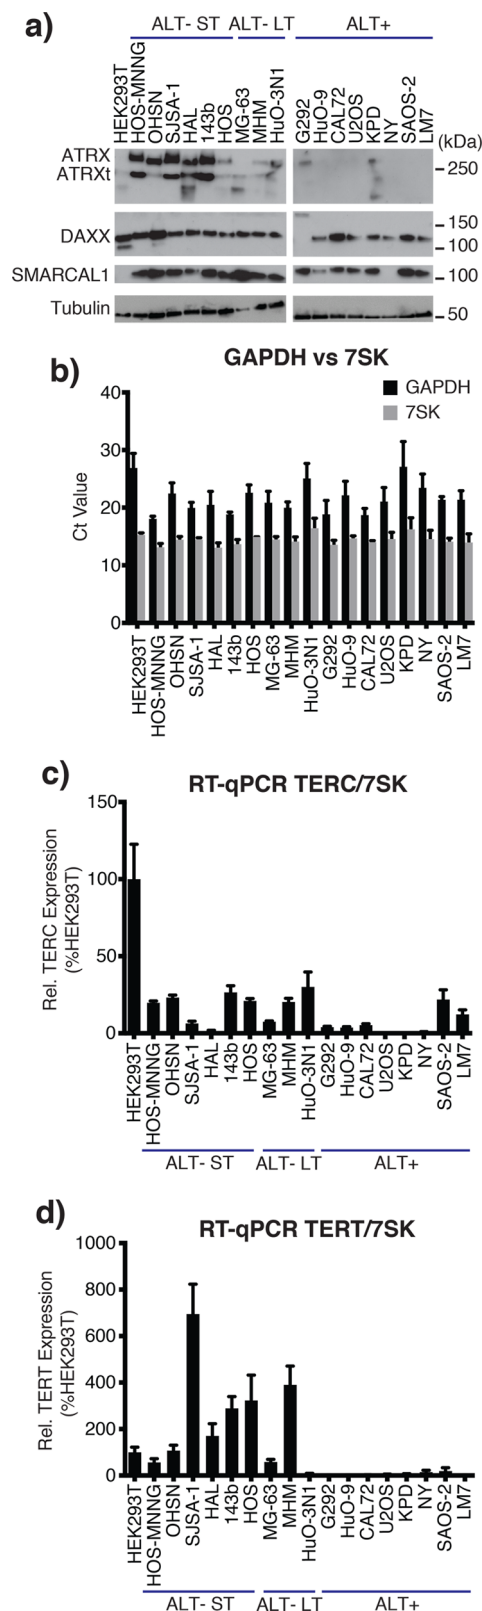 a)
ALT- ST
ALT- LT
ALT+
HEK293T
HOS-MNNG
OHSN
SJSA-1
HAL
143b
HOS
MG-63
MHM
HuO-3N1
G292
HuO-9
CAL72
U2OS
KPD
NY
SAOS-2
LM7
(kDa)
ATRX
ATRXt
250
DAXX
150
100
SMARCAL1
100
Tubulin
50
b)
GAPDH vs 7SK
GAPDH
7SK
Ct Value
40
30
20
10
0
HEK293T
HOS-MNNG
OHSN
SJSA-1
HAL
143b
HOS
MG-63
MHM
HuO-3N1
G292
HuO-9
CAL72
U2OS
KPD
NY
SAOS-2
LM7
c)
RT-qPCR TERC/7SK
Rel. TERC Expression
(%HEK293T)
150
100
50
0
HEK293T
HOS-MNNG
OHSN
SJSA-1
HAL
143b
HOS
MG-63
MHM
HuO-3N1
G292
HuO-9
CAL72
U2OS
KPD
NY
SAOS-2
LM7
ALT- ST
ALT- LT
ALT+
d)
RT-qPCR TERT/7SK
Rel. TERT Expression
(%HEK293T)
1000
800
600
400
200
0
HEK293T
HOS-MNNG
OHSN
SJSA-1
HAL
143b
HOS
MG-63
MHM
HuO-3N1
G292
HuO-9
CAL72
U2OS
KPD
NY
SAOS-2
LM7
ALT- ST
ALT- LT
ALT+